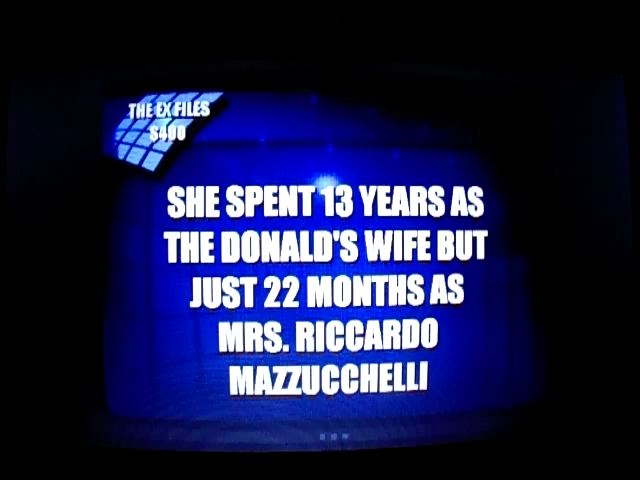 THE EX FILES
$400
SHE SPENT 13 YEARS AS
THE DONALD'S WIFE BUT
JUST 22 MONTHS AS
MRS. RICCARDO
MAZZUCCHELLI